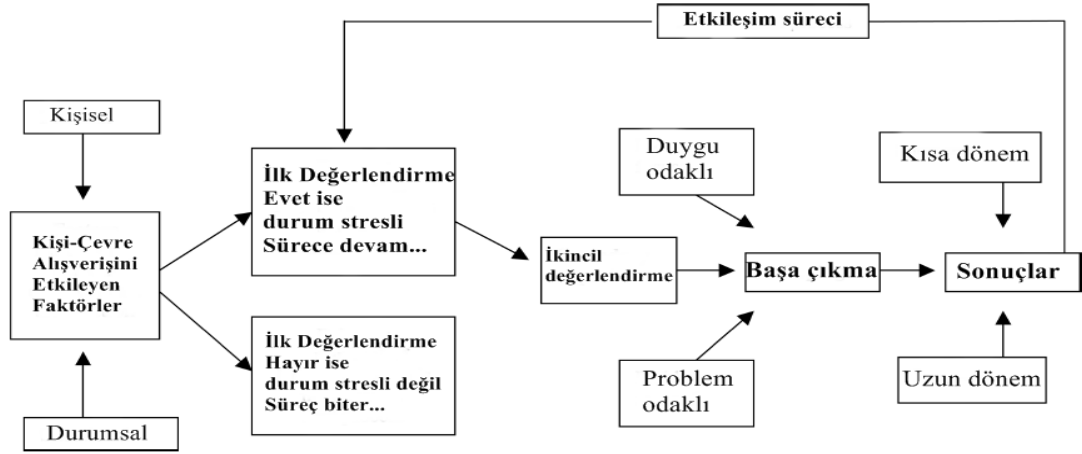 Etkileşim süreci
Kişisel
Kişi-Çevre
Alışverişini
Etkileyen
Faktörler
Durumsal
İlk Değerlendirme
Evet ise
durum stresli
Sürece devam...
İlk Değerlendirme
Hayır ise
durum stresli değil
Süreç biter...
İkincil
değerlendirme
Duygu
odaklı
Başa çıkma
Problem
odaklı
Kısa dönem
Sonuçlar
Uzun dönem